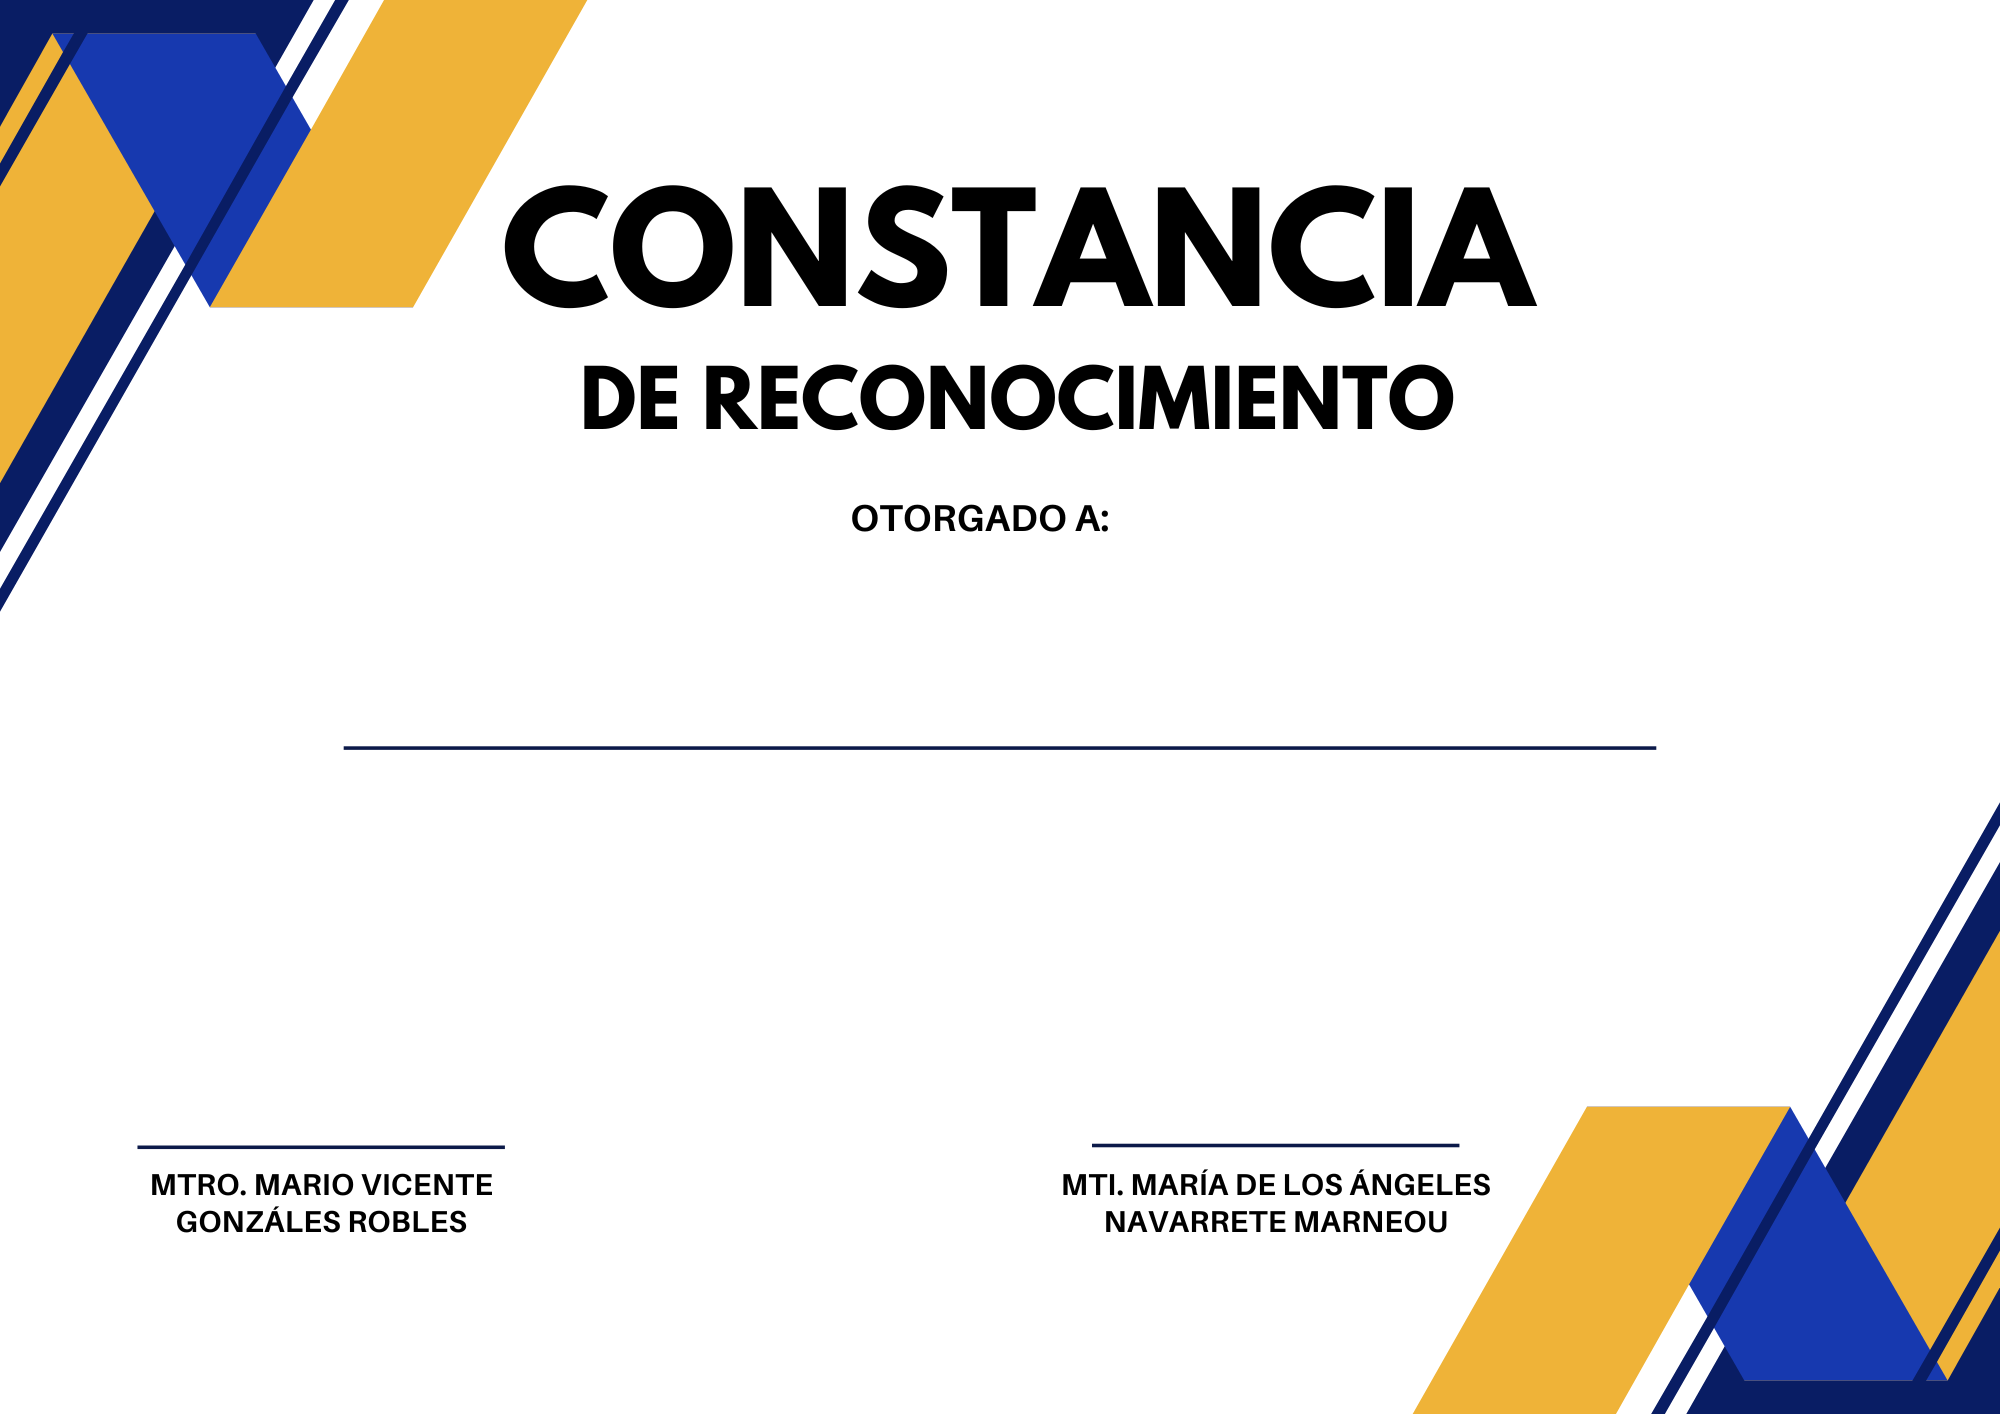 CONSTANCIA
DE RECONOCIMIENTO
OTORGADO A:
MTRO. MARIO VICENTE
GONZÁLES ROBLES
MTI. MARÍA DE LOS ÁNGELES
NAVARRETE MARNEOU